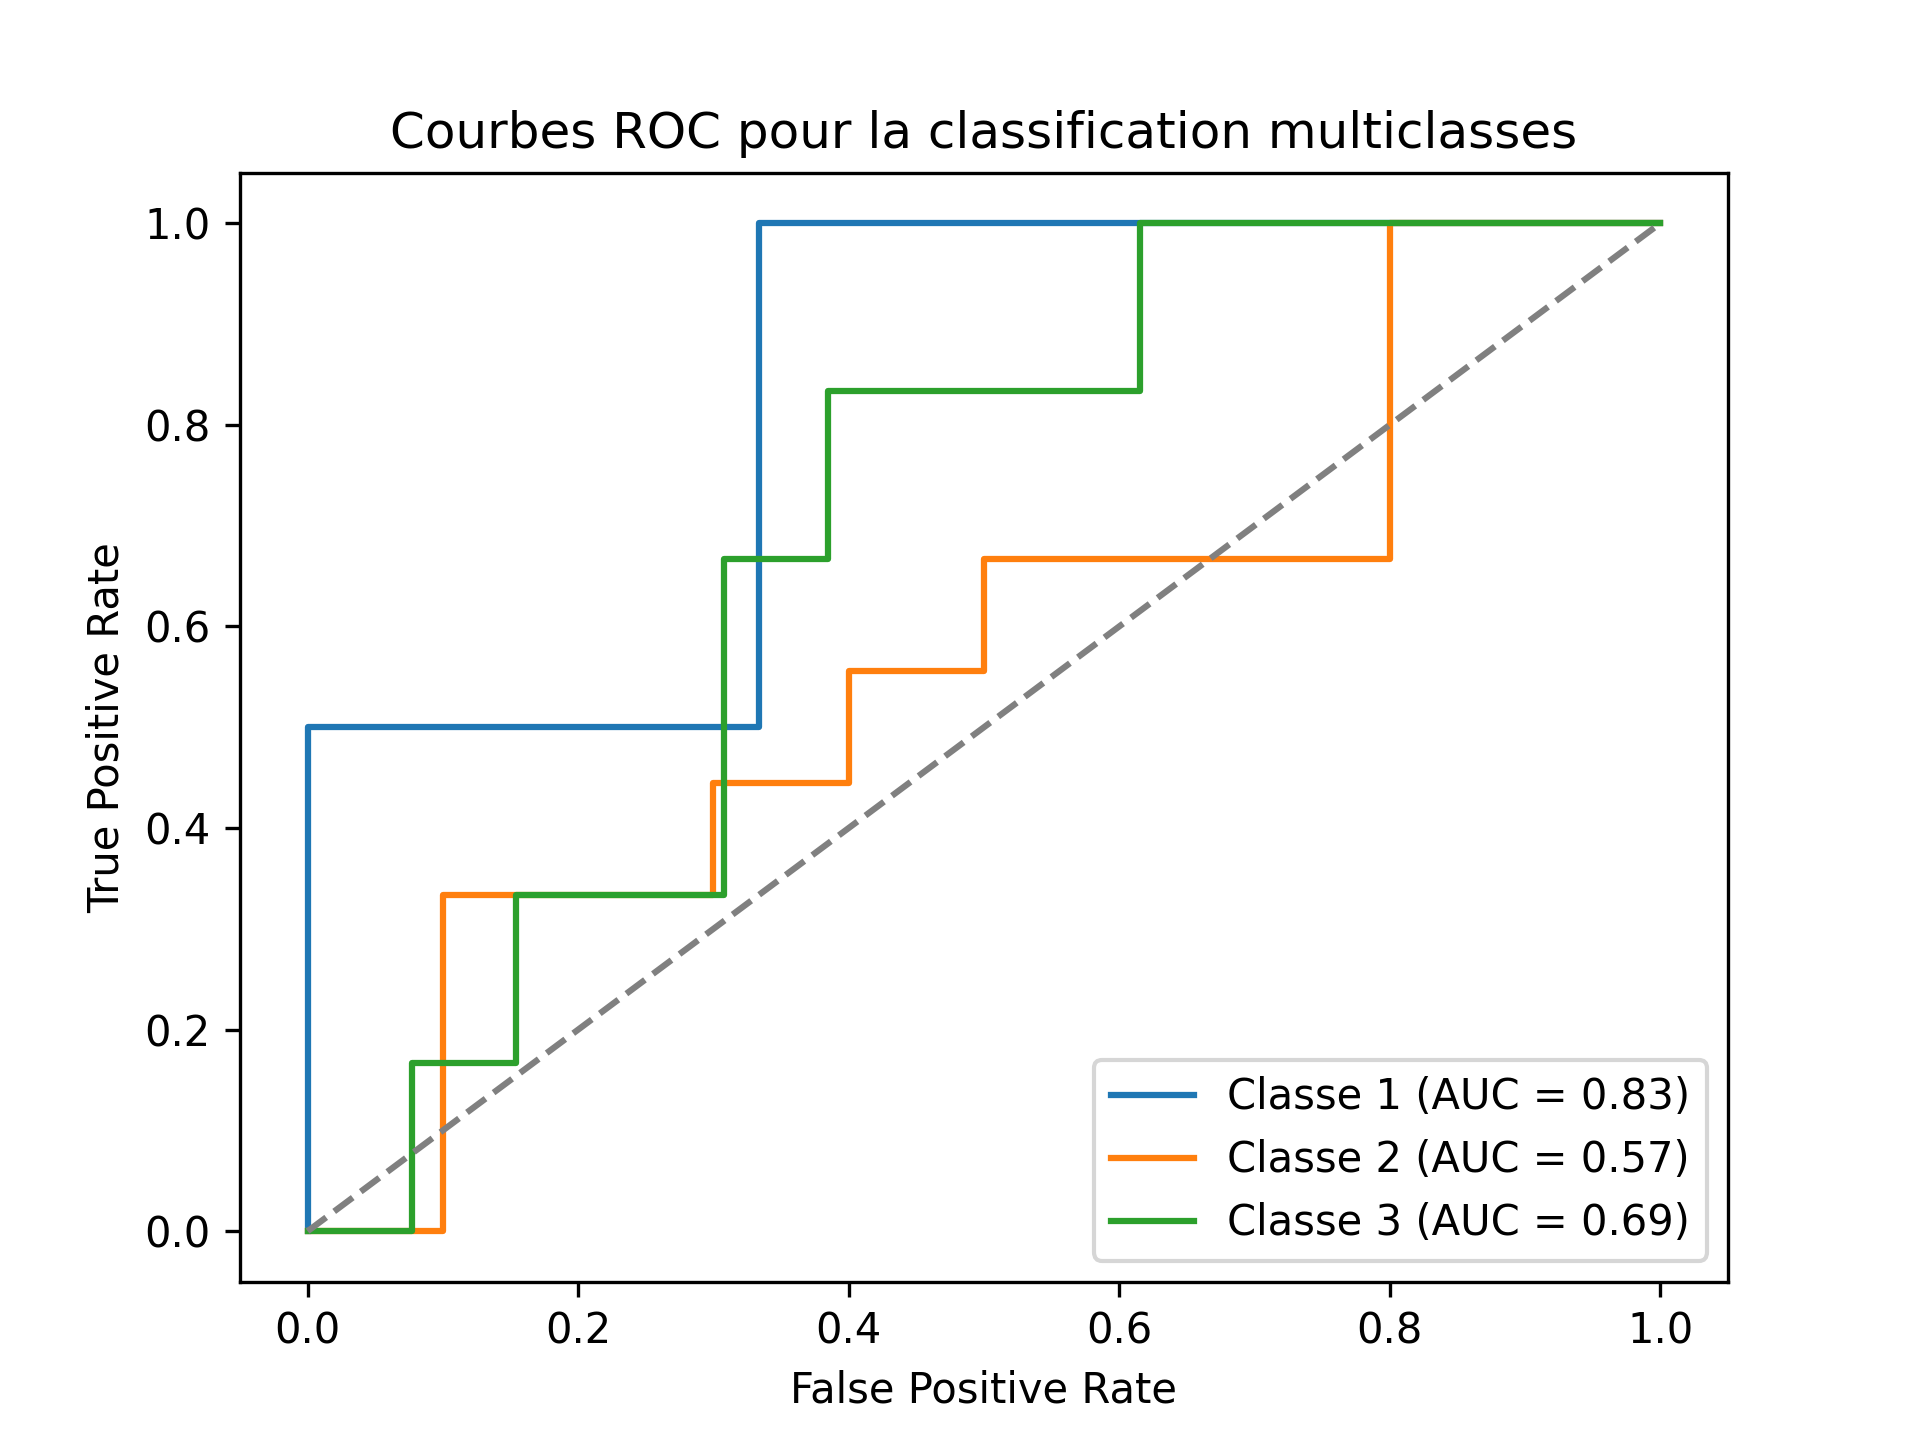 Courbes ROC pour la classification multiclasses
1.0
0.8
0.6
0.4
0.2
0.0
True Positive Rate
Classe 1 (AUC = 0.83)
Classe 2 (AUC = 0.57)
Classe 3 (AUC = 0.69)
0.0 0.2 0.4 0.6 0.8 1.0
False Positive Rate